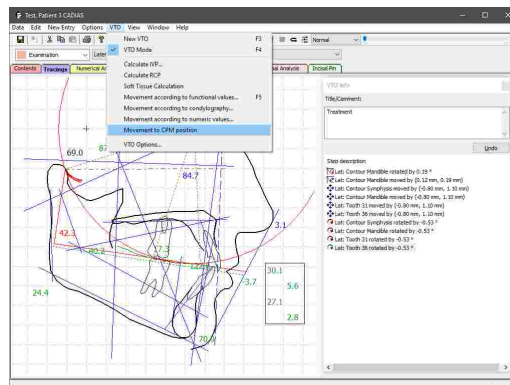 Test, Patient 3 CADIAS
Data Edit New Entry Options VTO View Window Help
New VTO F3
VTO Mode F4
Calculate IVP...
Calculate RCP
Soft Tissue Calculation
Movement according to functional values... F5
Movement according to condylography...
Movement according to numeric values...
Movement to CPM position
VTO Options...
Normal
Examination
Contents Tracings Numerical
Analysis Incisal Pin
VTO Info
Title/Comment:
Treatment
Undo
Step description
Lat: Contour Mandible rotated by 0.19 °
Lat: Contour Mandible moved by (0.12 mm, 0.19 mm)
Lat: Contour Symphysis moved by (-0.80 mm, 1.10 mm)
Lat: Contour Mandible moved by (-0.80 mm, 1.10 mm)
Lat: Tooth 31 moved by (-0.80 mm, 1.10 mm)
Lat: Tooth 36 moved by (-0.80 mm, 1.10 mm)
Lat: Contour Symphysis rotated by -0.53 °
Lat: Contour Mandible rotated by -0.53 °
Lat: Tooth 31 rotated by -0.53 °
Lat: Tooth 36 rotated by -0.53 °
69.0
84.7
42.3
3.1
24.4
30.1
5.6
27.1
2.8